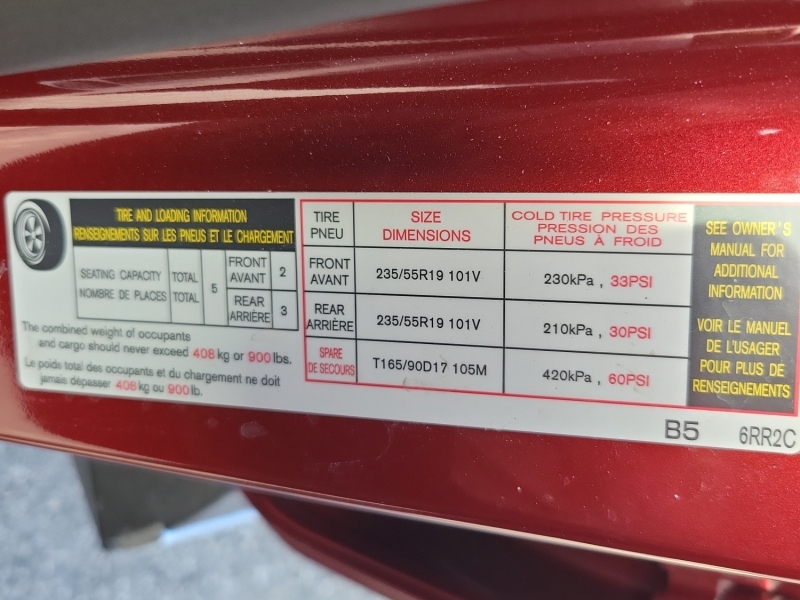 TIRE AND LOADING INFORMATION
RENSEIGNEMENTS SUR LES PNEUS ET LE CHARGEMENT
SEATING CAPACITY
NOMBRE DE PLACES
TOTAL
TOTAL
5
FRONT
AVANT
2
REAR
ARRIÈRE
3
The combined weight of occupants
and cargo should never exceed 408 kg or 900 lbs.
Le poids total des occupants et du chargement ne doit
jamais dépasser 408 kg ou 900 lb.
TIRE
PNEU
SIZE
DIMENSIONS
COLD TIRE PRESSURE
PRESSION DES
PNEUS À FROID
FRONT
AVANT
235/55R19 101V
230kPa , 33PSI
REAR
ARRIÈRE
235/55R19 101V
210kPa , 30PSI
SPARE
DE SECOURS
T165/90D17 105M
420kPa , 60PSI
SEE OWNER'S
MANUAL FOR
ADDITIONAL
INFORMATION
VOIR LE MANUEL
DE L'USAGER
POUR PLUS DE
RENSEIGNEMENTS
B5 6RR2C